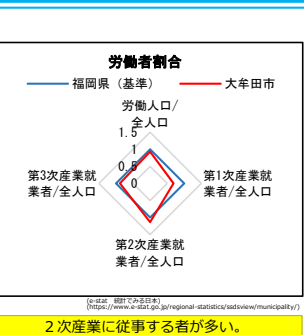 労働者割合
福岡県（基準）
大牟田市
労働人口/
全人口
1.5
1
0.5
0
第3次産業就
業者/全人口
第1次産業就
業者/全人口
第2次産業就
業者/全人口
(e-stat　統計でみる日本)
(https://www.e-stat.go.jp/regional-statistics/ssdsview/municipality/)
２次産業に従事する者が多い。